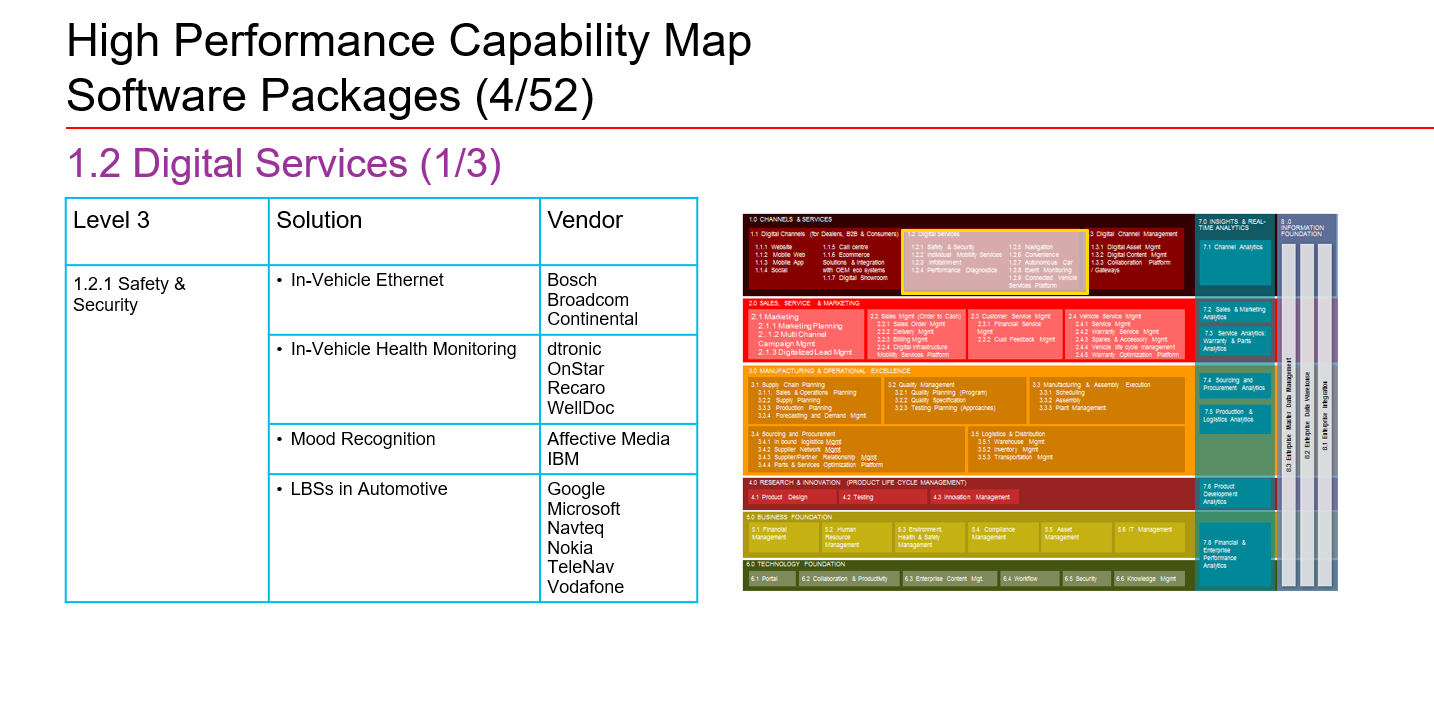 High Performance Capability Map
Software Packages (4/52)
1.2 Digital Services (1/3)
Level 3
Solution
Vendor
1.2.1 Safety &
Security
• In-Vehicle Ethernet
Bosch
Broadcom
Continental
• In-Vehicle Health Monitoring
dtronic
OnStar
Recaro
WellDoc
• Mood Recognition
Affective Media
IBM
• LBSs in Automotive
Google
Microsoft
Navteq
Nokia
TeleNav
Vodafone
1.0 CHANNELS & SERVICES
1.1 Digital Channels (for Dealers, B2B & Consumers)
1.1.1 Website
1.1.2 Mobile Web
1.1.3 Mobile App
1.1.4 Social
1.1.5 Call centre
1.1.6 Ecommerce
Solutions & Integration
with OEM eco systems
1.1.7 Digital Showroom
1.2 Digital Services
1.2.1 Safety & Security
1.2.2 Individual Mobility Services
1.2.3 Infotainment
1.2.4 Performance Diagnostics
1.2.5 Navigation
1.2.6 Convenience
1.2.7 Autonomous Car
1.2.8 Event Monitoring
1.2.9 Connected Vehicle
Services Platform
3 Digital Channel Management
1.3.1 Digital Asset Mgmt
1.3.2 Digital Content Mgmt
1.3.3 Collaboration Platform
/ Gateways
2.0 SALES, SERVICE & MARKETING
2.1 Marketing
2.1.1 Marketing Planning
2..1.2 Multi Channel
Campaign Mgmt
2.1.3 Digitalized Lead Mgmt
2.2 Sales Mgmt (Order to Cash)
2.2.1 Sales Order Mgmt
2.2.2 Delivery Mgmt
2.2.3 Billing Mgmt
2.2.4 Digital infrastructure
Mobility Services Platform
2.3 Customer Service Mgmt
2.3.1 Financial Service
Mgmt
2.3.2 Cust Feedback Mgmt
2.4 Vehicle Service Mgmt
2.4.1 Service Mgmt
2.4.2 Warranty Service Mgmt
2.4.3 Spares & Accessory Mgmt
2.4.4 Vehicle life cycle management
2.4.5 Warranty Optimization Platform
3.0 MANUFACTURING & OPERATIONAL EXCELLENCE
3.1 Supply Chain Planning
3.1.1 Sales & Operations Planning
3.2.2 Supply Planning
3.3.3 Production Planning
3.3.4 Forecasting and Demand Mgmt
3.2 Quality Management
3.2.1 Quality Planning (Program)
3.2.2 Quality Specification
3.2.3 Testing Planning (Approaches)
3.3 Manufacturing & Assembly Execution
3.3.1 Scheduling
3.3.2 Assembly
3.3.3 Plant Management
3.4 Sourcing and Procurement
3.4.1 In bound logistics Mgmt
3.4.2 Supplier Network Mgmt
3.4.3 Supplier/Partner Relationship Mgmt
3.4.4 Parts & Services Optimization Platform
3.5 Logistics & Distribution
3.5.1 Warehouse Mgmt
3.5.2 Inventory Mgmt
3.5.3 Transportation Mgmt
4.0 RESEARCH & INNOVATION (PRODUCT LIFE CYCLE MANAGEMENT)
4.1 Product Design
4.2 Testing
4.3 Innovation Management
5.0 BUSINESS FOUNDATION
5.1 Financial
Management
5.2 Human
Resource
Management
5.3 Environment,
Health & Safety
Management
5.4 Compliance
Management
5.5 Asset
Management
5.6 IT Management
6.0 TECHNOLOGY FOUNDATION
6.1 Portal
6.2 Collaboration & Productivity
6.3 Enterprise Content Mgt.
6.4 Workflow
6.5 Security
6.6 Knowledge Mgmt
7.0 INSIGHTS & REAL-
TIME ANALYTICS
7.1 Channel Analytics
7.2 Sales & Marketing
Analytics
7.3 Service Analytics:
Warranty & Parts
Analytics
7.4 Sourcing and
Procurement Analytics
7.5 Production &
Logistics Analytics
7.6 Product
Development
Analytics
7.8 Financial &
Enterprise
Performance
Analytics
8 .0
INFORMATION
FOUNDATION
8.3 Enterprise Master Data Management
8.2 Enterprise Data Warehouse
8.1 Enterprise Integration